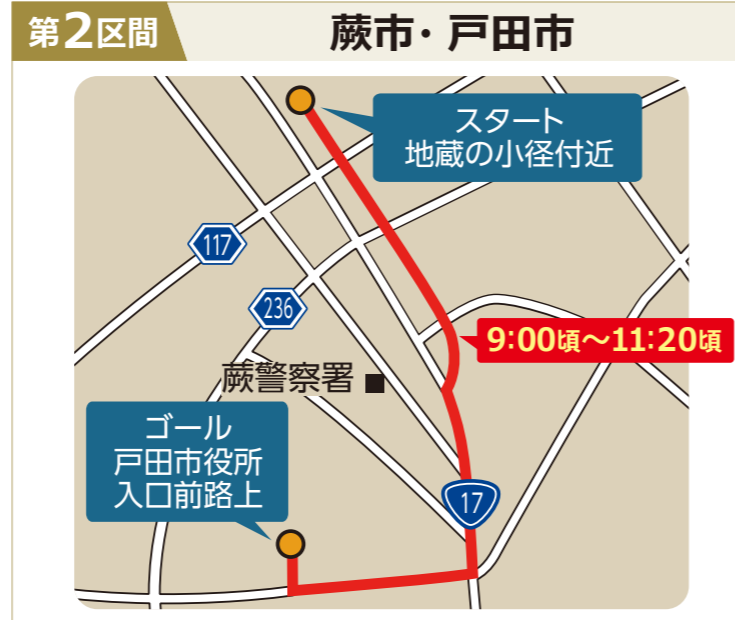 第2区間
蕨市・戸田市
スタート
地蔵の小径付近
117
236
9:00頃～11:20頃
蕨警察署
ゴール
戸田市役所
入口前路上
17